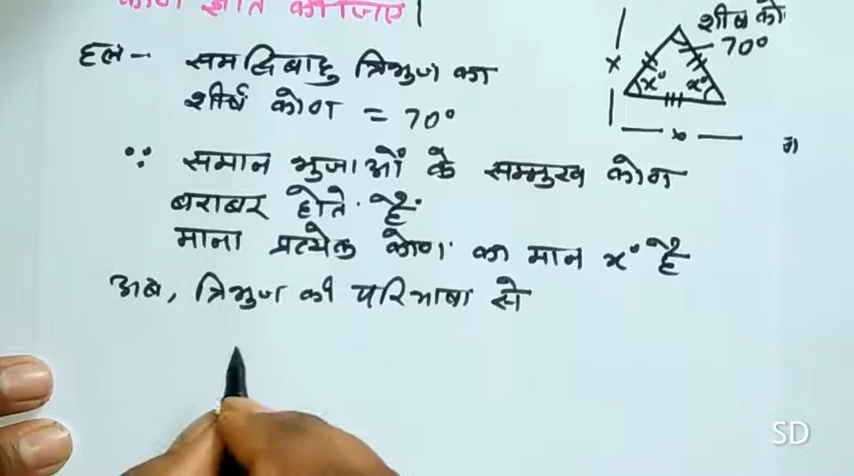 कोण ज्ञात कीजिए।
हल - समद्विबाहु त्रिभुज का
शीर्ष कोण = 70°
∵ समान भुजाओं के सम्मुख कोण
बराबर होते हैं
माना प्रत्येक कोण का मान x° है
अब, त्रिभुज की परिभाषा से
शीर्ष को
70°
x
x° x°
x
SD